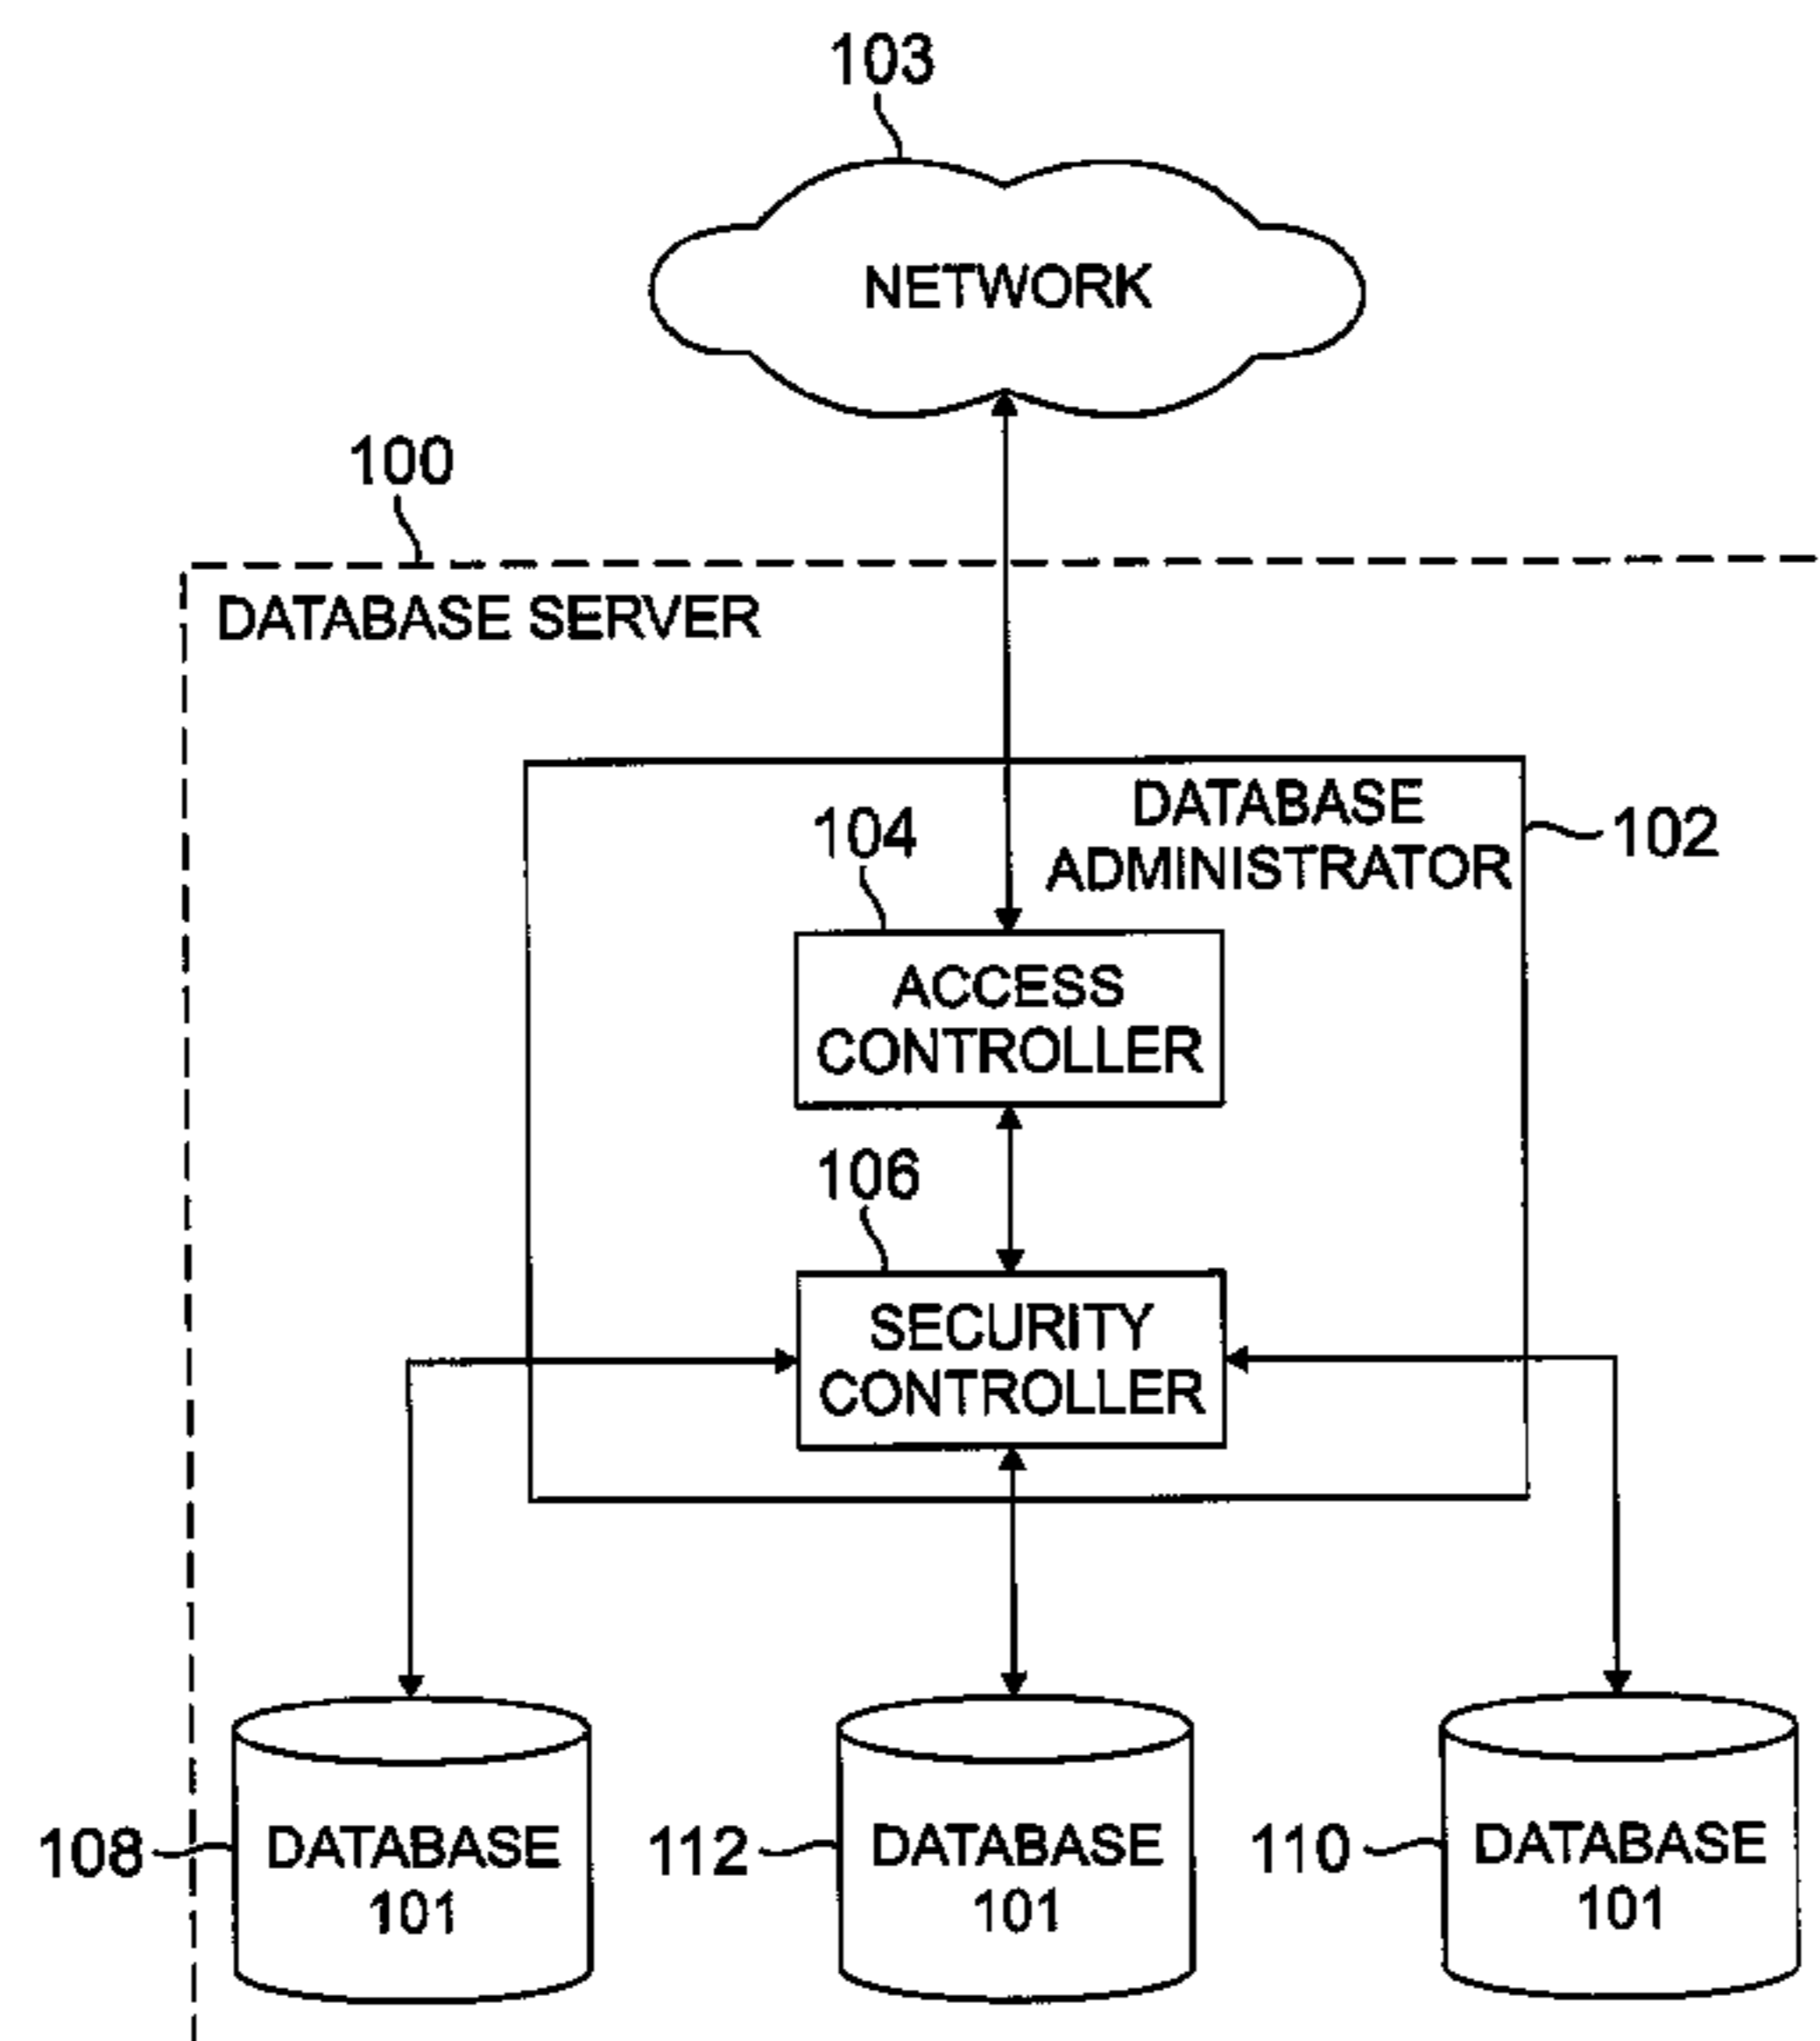 103
NETWORK
100
DATABASE SERVER
DATABASE
ADMINISTRATOR
102
104
ACCESS
CONTROLLER
106
SECURITY
CONTROLLER
108
DATABASE
101
112
DATABASE
101
110
DATABASE
101